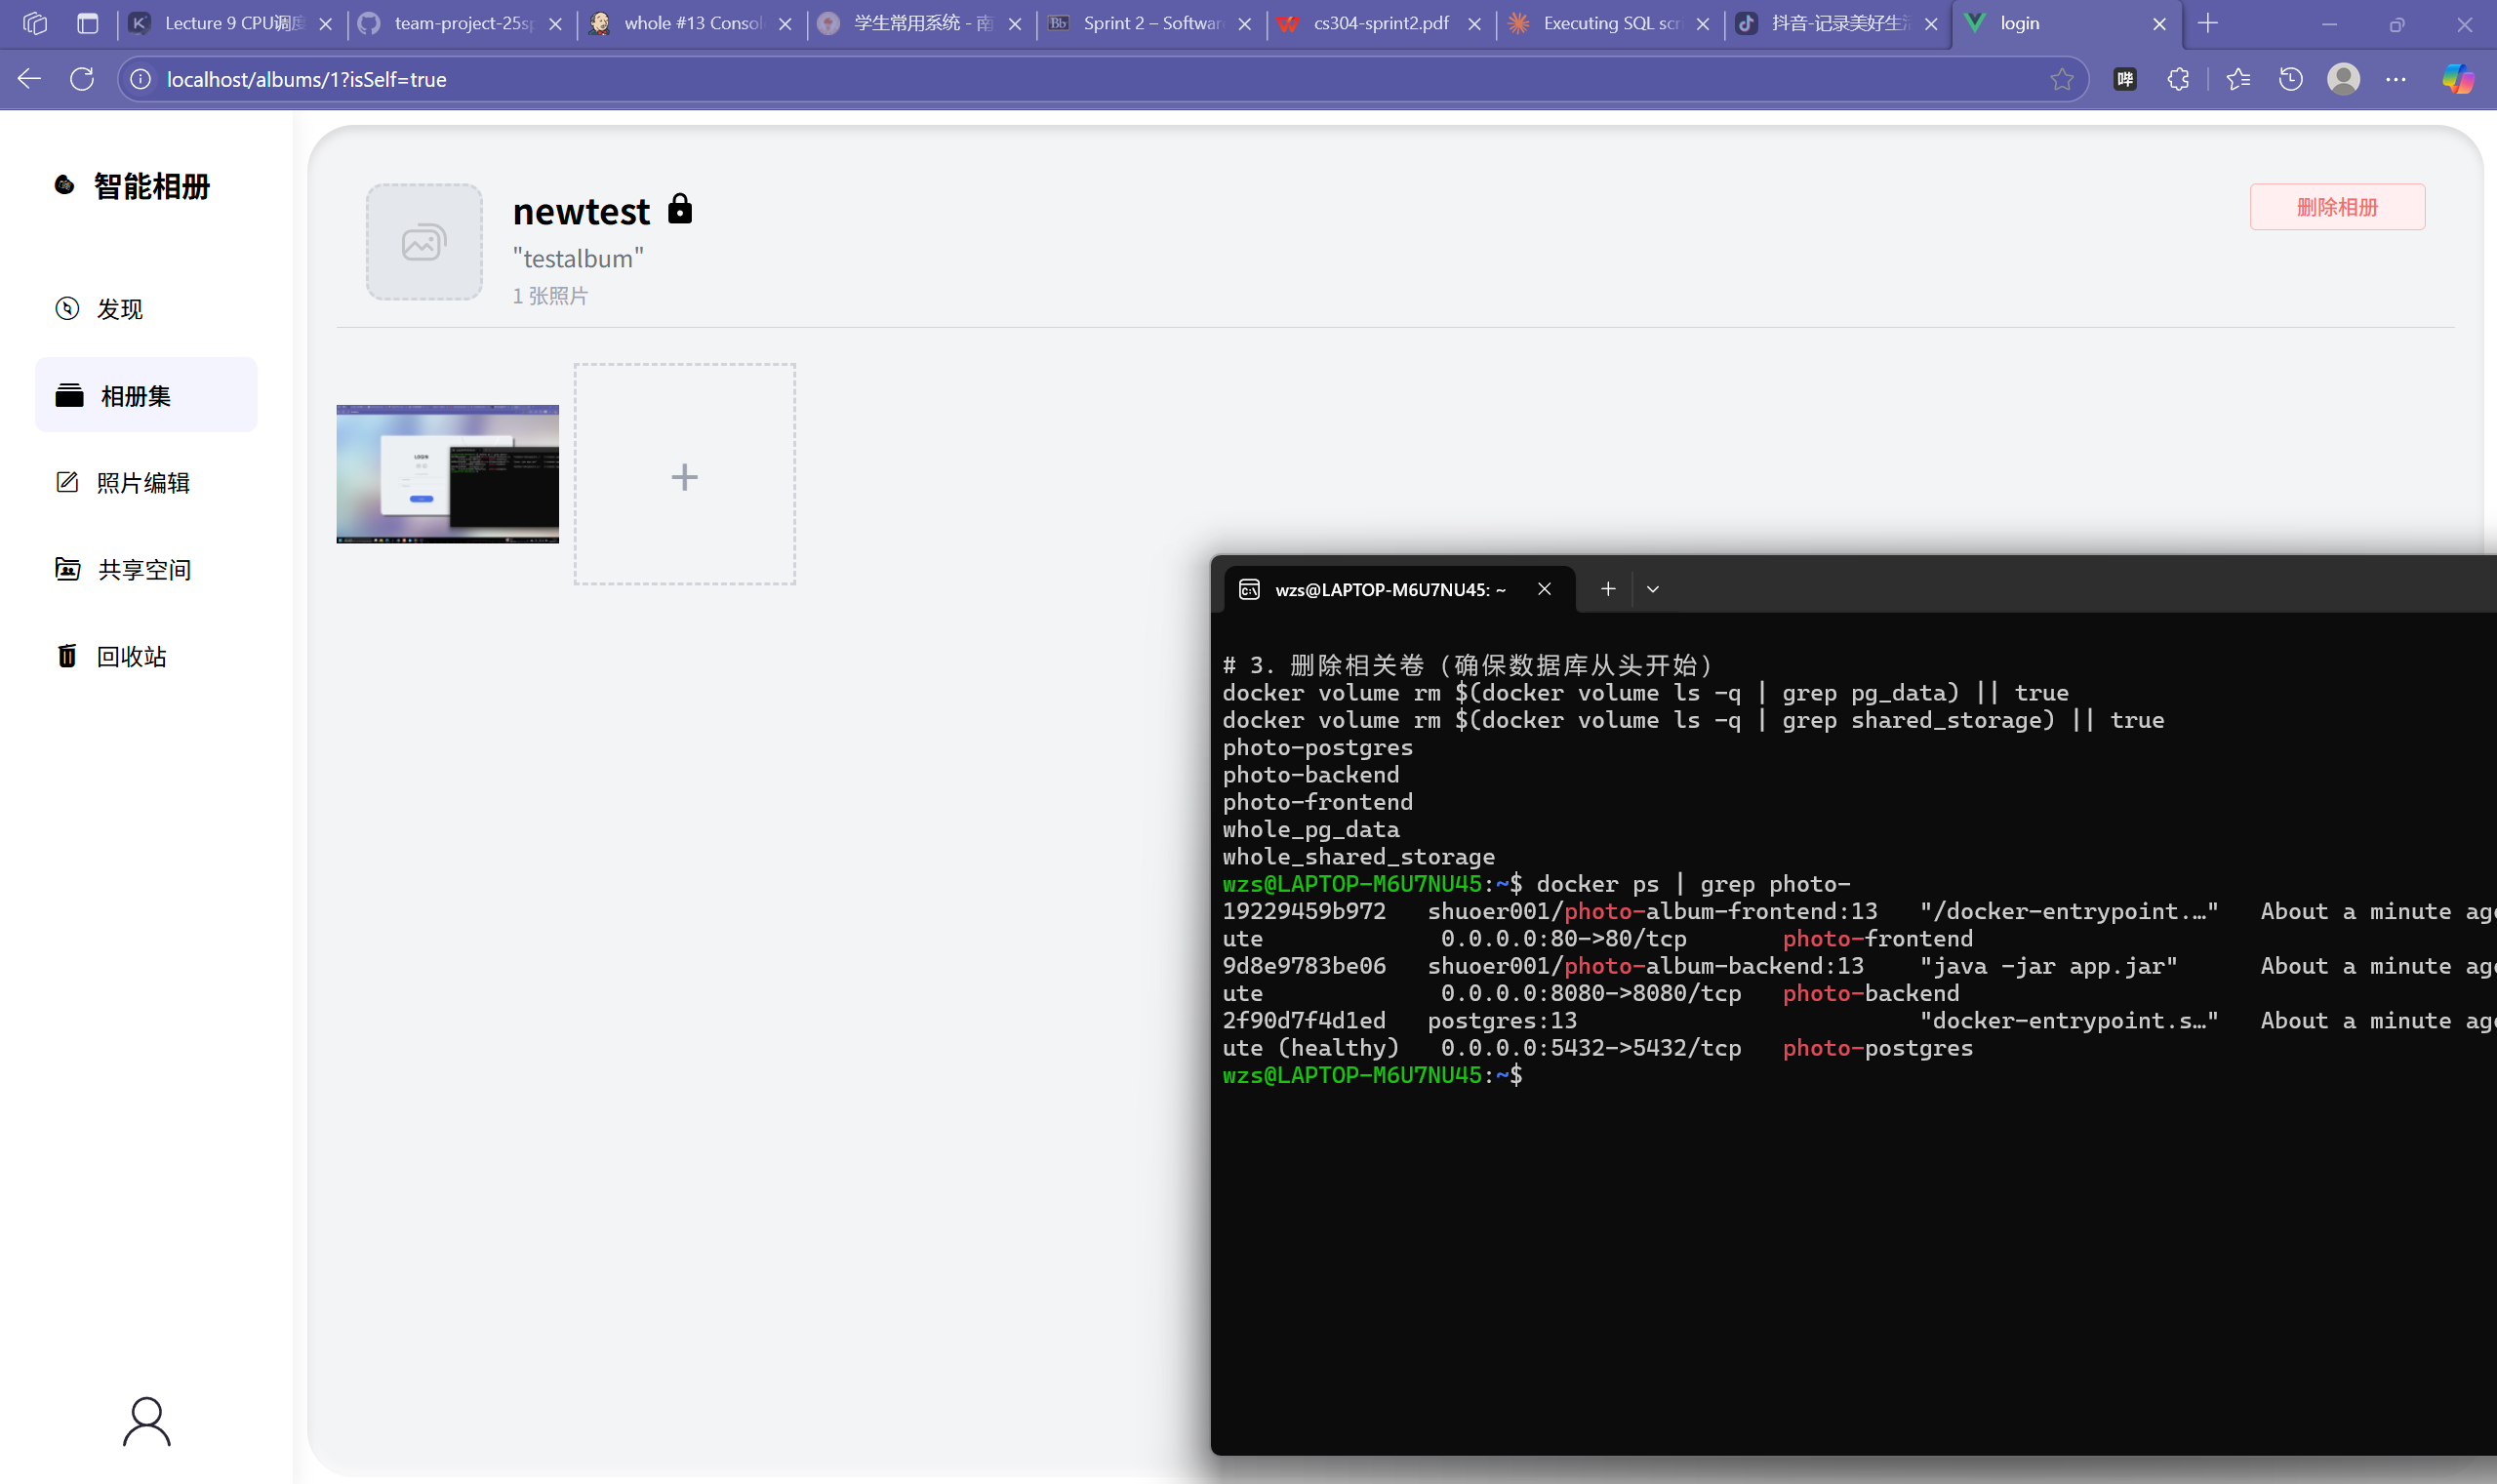 Lecture 9 CPU调度
team-project-25sp
whole #13 Consol
学生常用系统 - 南
Sprint 2 – Softwar
cs304-sprint2.pdf
Executing SQL scri
抖音-记录美好生活
login
localhost/albums/1?isSelf=true
智能相册
发现
相册集
照片编辑
共享空间
回收站
newtest
"testalbum"
1 张照片
删除相册
+
wzs@LAPTOP-M6U7NU45: ~
# 3. 删除相关卷（确保数据库从头开始）
docker volume rm $(docker volume ls -q | grep pg_data) || true
docker volume rm $(docker volume ls -q | grep shared_storage) || true
photo-postgres
photo-backend
photo-frontend
whole_pg_data
whole_shared_storage
wzs@LAPTOP-M6U7NU45:~$ docker ps | grep photo-
19229459b972 shuoer001/photo-album-frontend:13 "/docker-entrypoint.…" About a minute ag
ute 0.0.0.0:80->80/tcp photo-frontend
9d8e9783be06 shuoer001/photo-album-backend:13 "java -jar app.jar" About a minute ag
ute 0.0.0.0:8080->8080/tcp photo-backend
2f90d7f4d1ed postgres:13 "docker-entrypoint.s…" About a minute ag
ute (healthy) 0.0.0.0:5432->5432/tcp photo-postgres
wzs@LAPTOP-M6U7NU45:~$